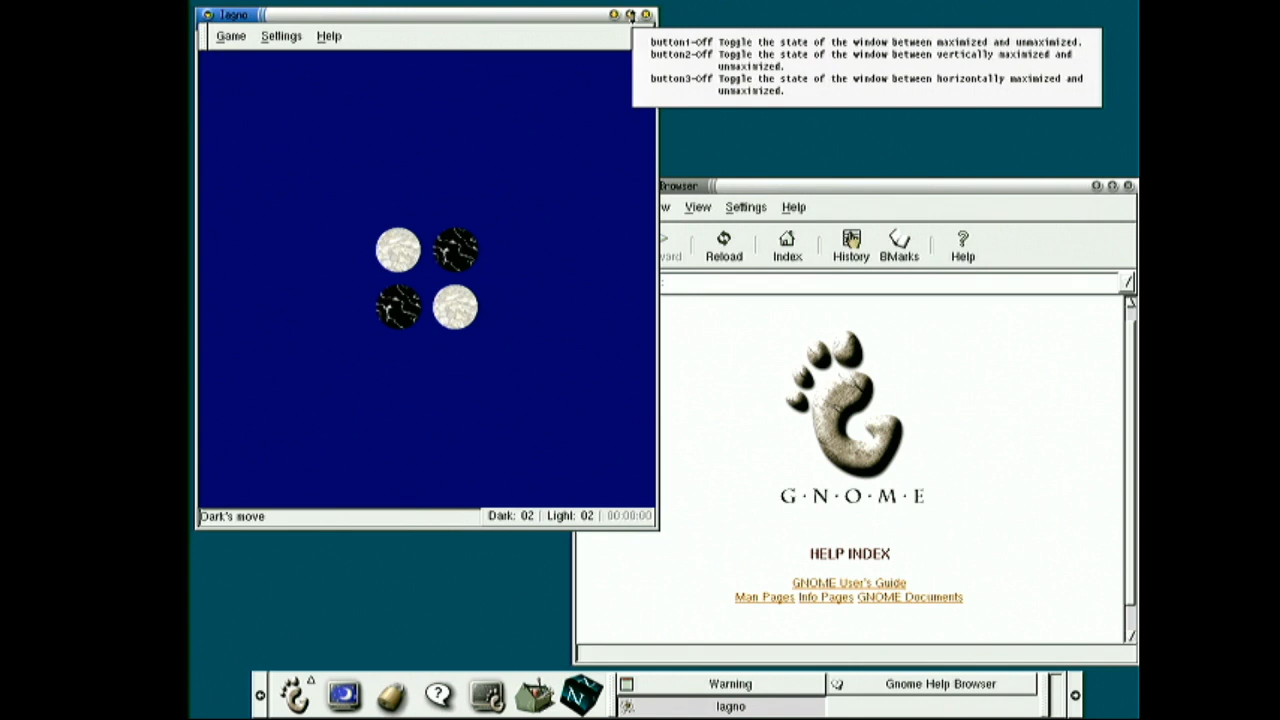 Iagno
Game Settings Help
button1-Off Toggle the state of the window between maximized and unmaximized.
button2-Off Toggle the state of the window between vertically maximized and
unmaximized.
button3-Off Toggle the state of the window between horizontally maximized and
unmaximized.
Browser
w View Settings Help
ward Reload Index History BMarks Help
:
G·N·O·M·E
HELP INDEX
GNOME User's Guide
Man Pages Info Pages GNOME Documents
Dark's move Dark: 02 Light: 02 00:00:00
Warning Gnome Help Browser
Iagno
N